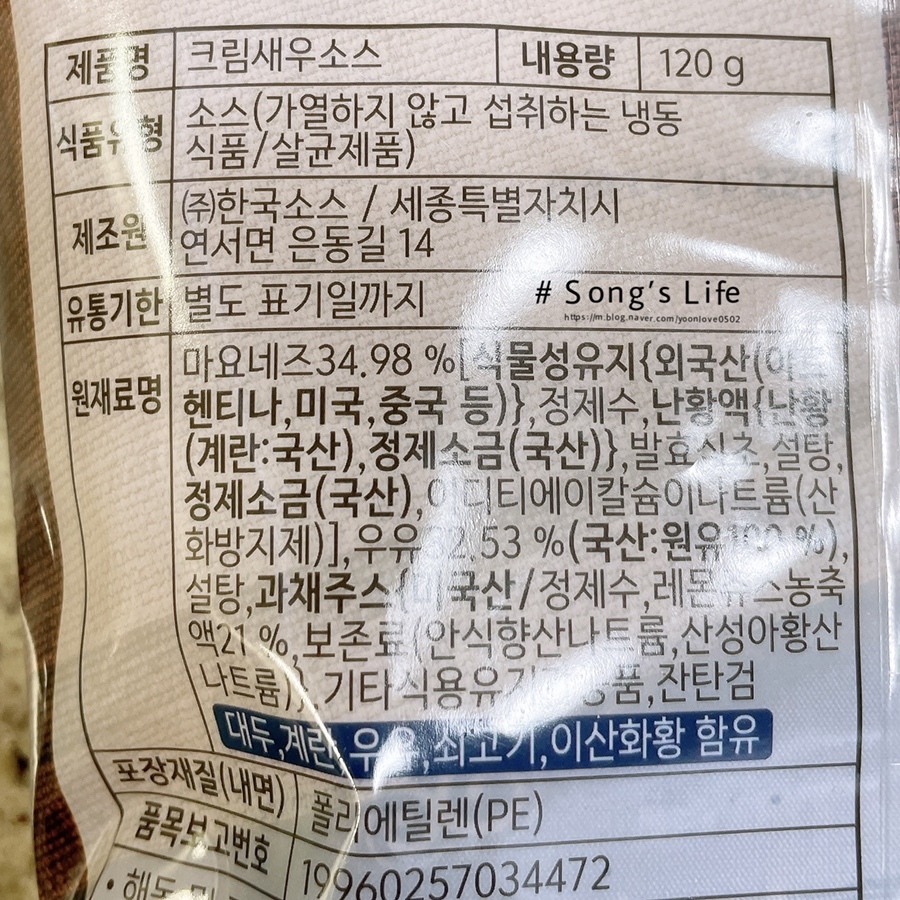 제품명 크림새우소스 내용량 120 g
식품유형 소스(가열하지 않고 섭취하는 냉동
식품/살균제품)
제조원 ㈜한국소스 / 세종특별자치시
연서면 은동길 14
유통기한 별도 표기일까지
# Song's Life
https://m.blog.naver.com/yoonlove0502
원재료명 마요네즈34.98 %[식물성유지{외국산(아르
헨티나,미국,중국 등)},정제수,난황액{난황
(계란:국산),정제소금(국산)},발효식초,설탕,
정제소금(국산),이디티에이칼슘이나트륨(산
화방지제)],우유 2.53 %(국산:원유100 %),
설탕,과채주스{미국산/정제수,레몬쥬스농축
액21 %,보존료(안식향산나트륨,산성아황산
나트륨)},기타식용유지가공품,잔탄검
대두,계란,우유,쇠고기,이산화황 함유
포장재질(내면) 폴리에틸렌(PE)
품목보고번호 19960257034472
• 해동